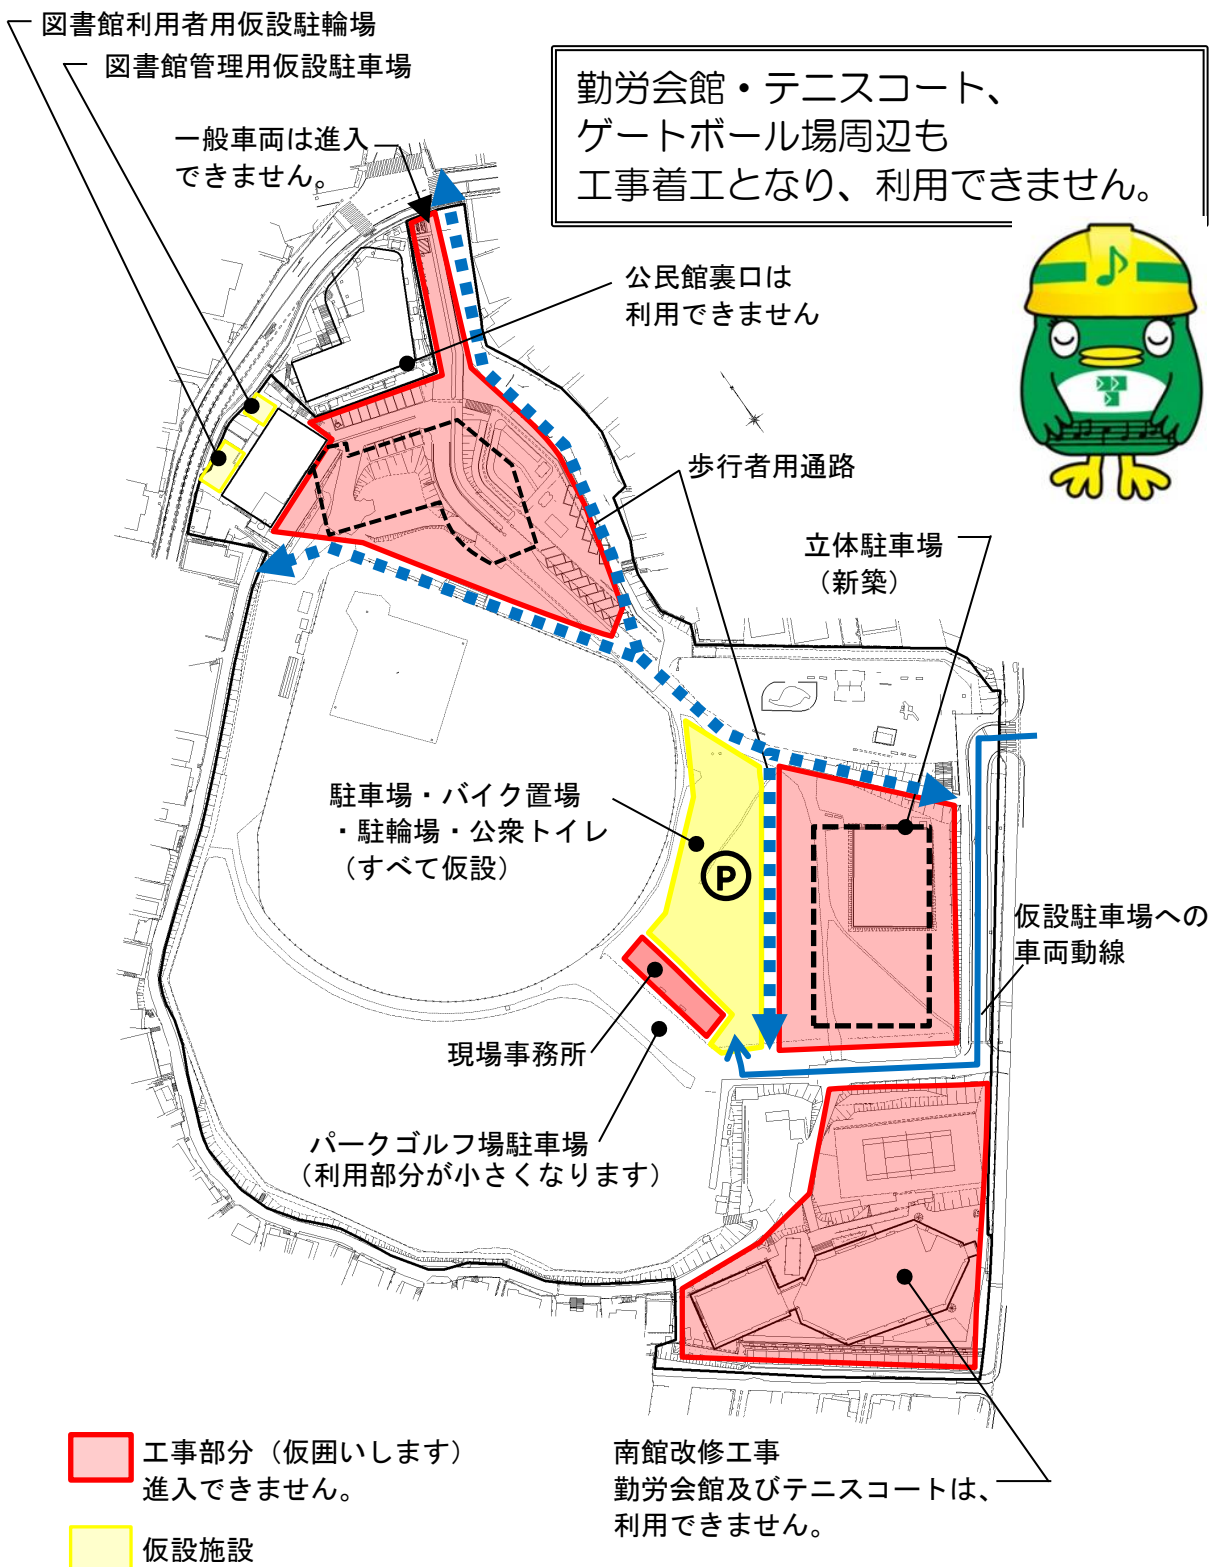 図書館利用者用仮設駐輪場
図書館管理用仮設駐車場
一般車両は進入
できません。
勤労会館・テニスコート、
ゲートボール場周辺も
工事着工となり、利用できません。
公民館裏口は
利用できません
歩行者用通路
立体駐車場
（新築）
駐車場・バイク置場
・駐輪場・公衆トイレ
（すべて仮設）
P
仮設駐車場への
車両動線
現場事務所
パークゴルフ場駐車場
（利用部分が小さくなります）
工事部分（仮囲いします）
進入できません。
仮設施設
南館改修工事
勤労会館及びテニスコートは、
利用できません。